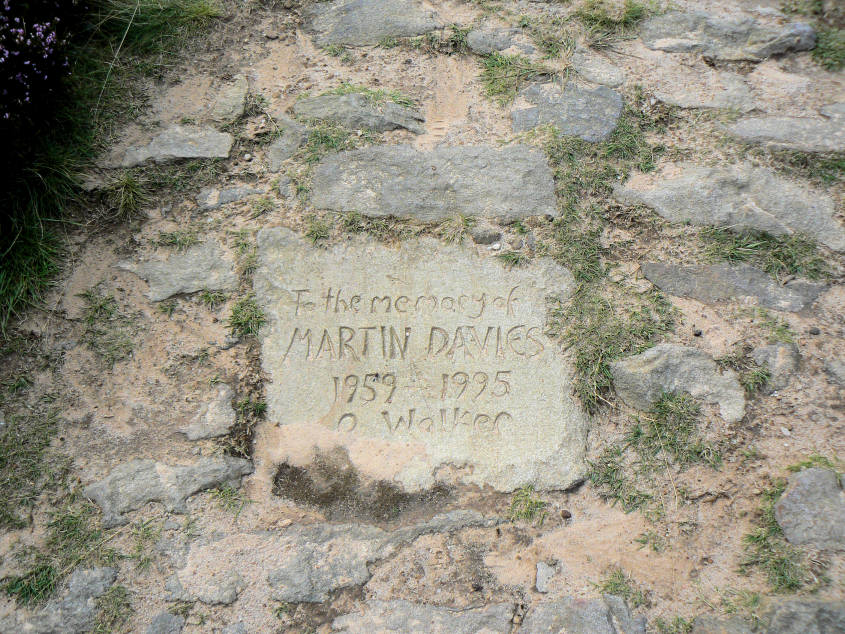 To the memory of
MARTIN DAVIES
1959 - 1995
a Walker